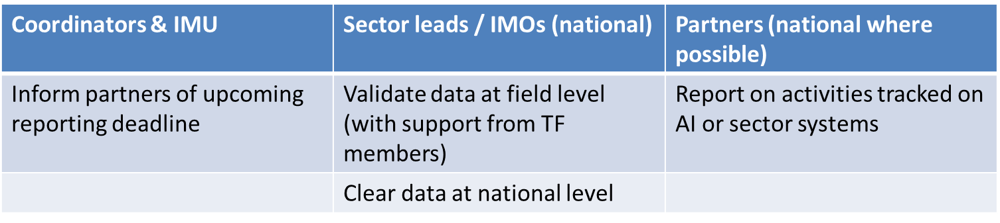 Coordinators & IMU
Sector leads / IMOs (national)
Partners (national where
possible)
Inform partners of upcoming
reporting deadline
Validate data at field level
(with support from TF
members)
Report on activities tracked on
AI or sector systems
Clear data at national level